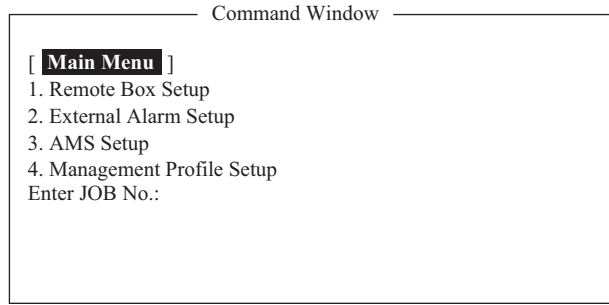 Command Window
[ Main Menu ]
1. Remote Box Setup
2. External Alarm Setup
3. AMS Setup
4. Management Profile Setup
Enter JOB No.: